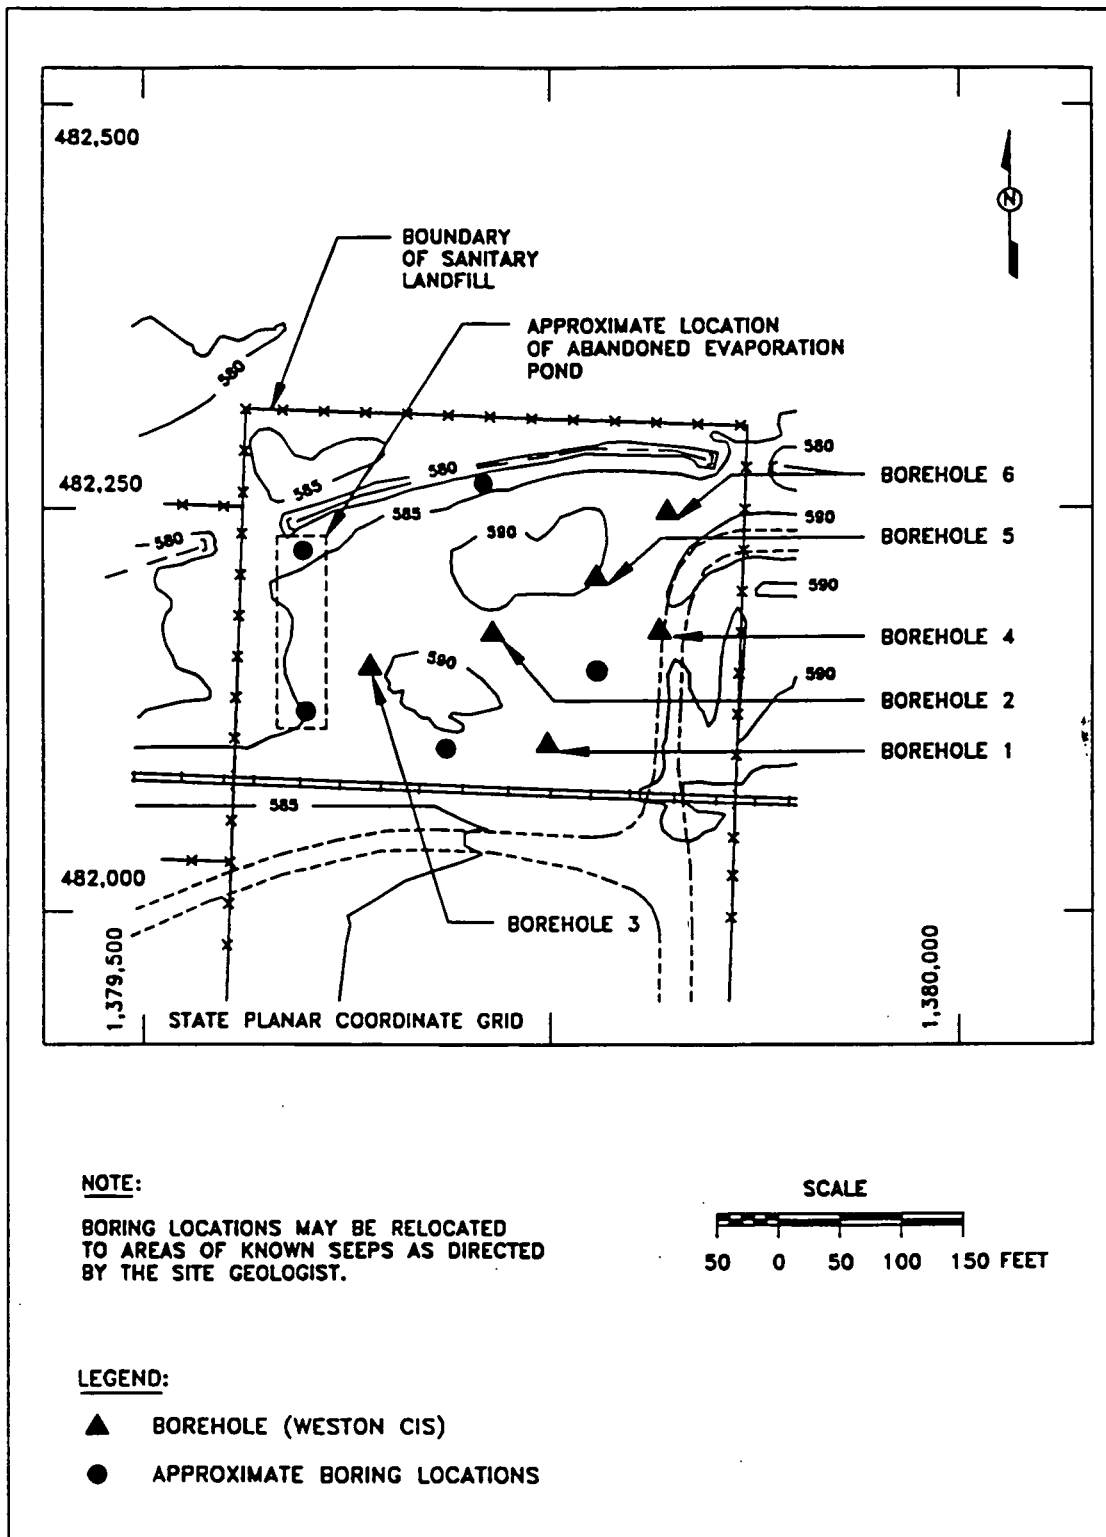 482,500
N
BOUNDARY
OF SANITARY
LANDFILL
APPROXIMATE LOCATION
OF ABANDONED EVAPORATION
POND
580
580
BOREHOLE 6
482,250
585
580
585
590
590
BOREHOLE 5
580
590
BOREHOLE 4
590
590
BOREHOLE 2
BOREHOLE 1
585
482,000
BOREHOLE 3
1,379,500
1,380,000
STATE PLANAR COORDINATE GRID
NOTE:
BORING LOCATIONS MAY BE RELOCATED
TO AREAS OF KNOWN SEEPS AS DIRECTED
BY THE SITE GEOLOGIST.
SCALE
50 0 50 100 150 FEET
LEGEND:
BOREHOLE (WESTON CIS)
APPROXIMATE BORING LOCATIONS